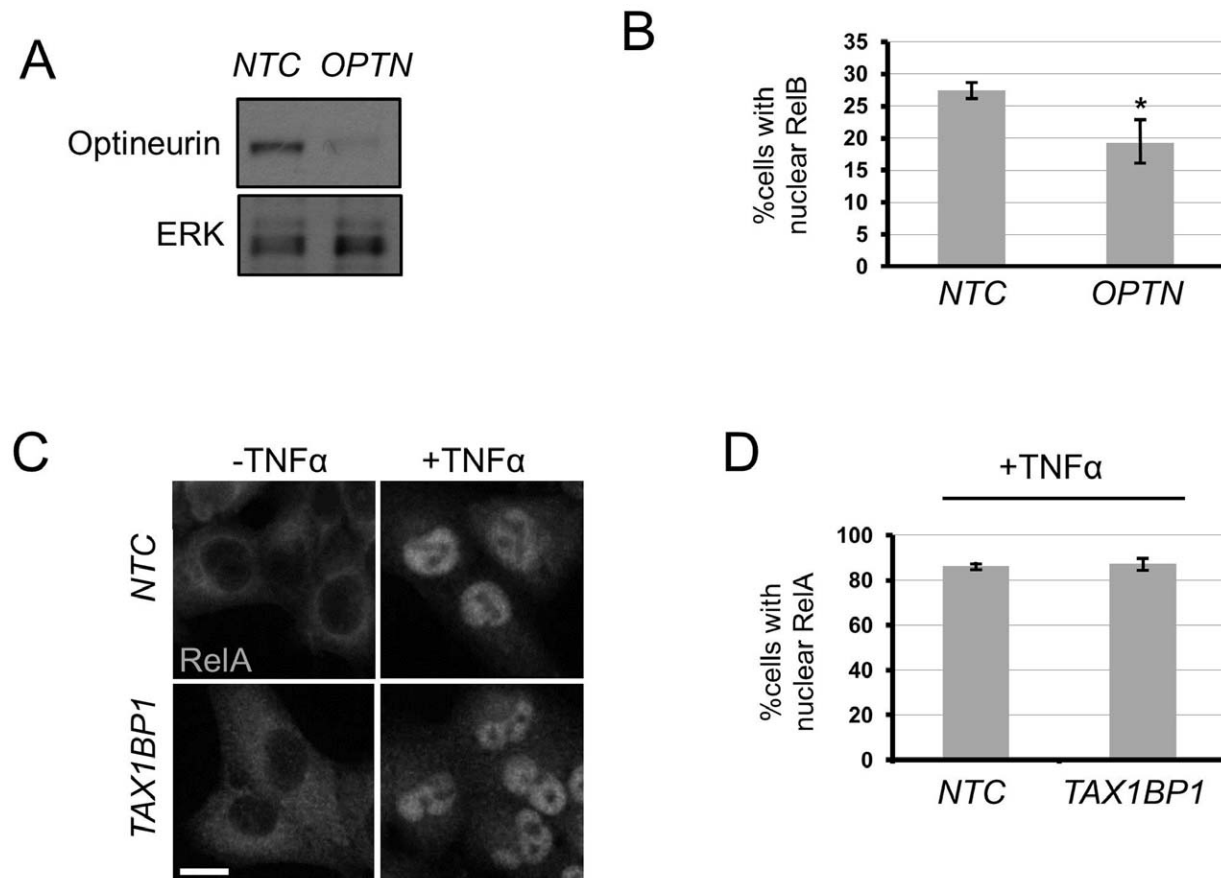 A
NTC OPTN
Optineurin
ERK
B
%cells with
nuclear RelB
35
30
25
20
15
10
5
0
*
NTC OPTN
C
-TNFα +TNFα
NTC
RelA
TAX1BP1
D
+TNFα
%cells with
nuclear RelA
100
80
60
40
20
0
NTC TAX1BP1